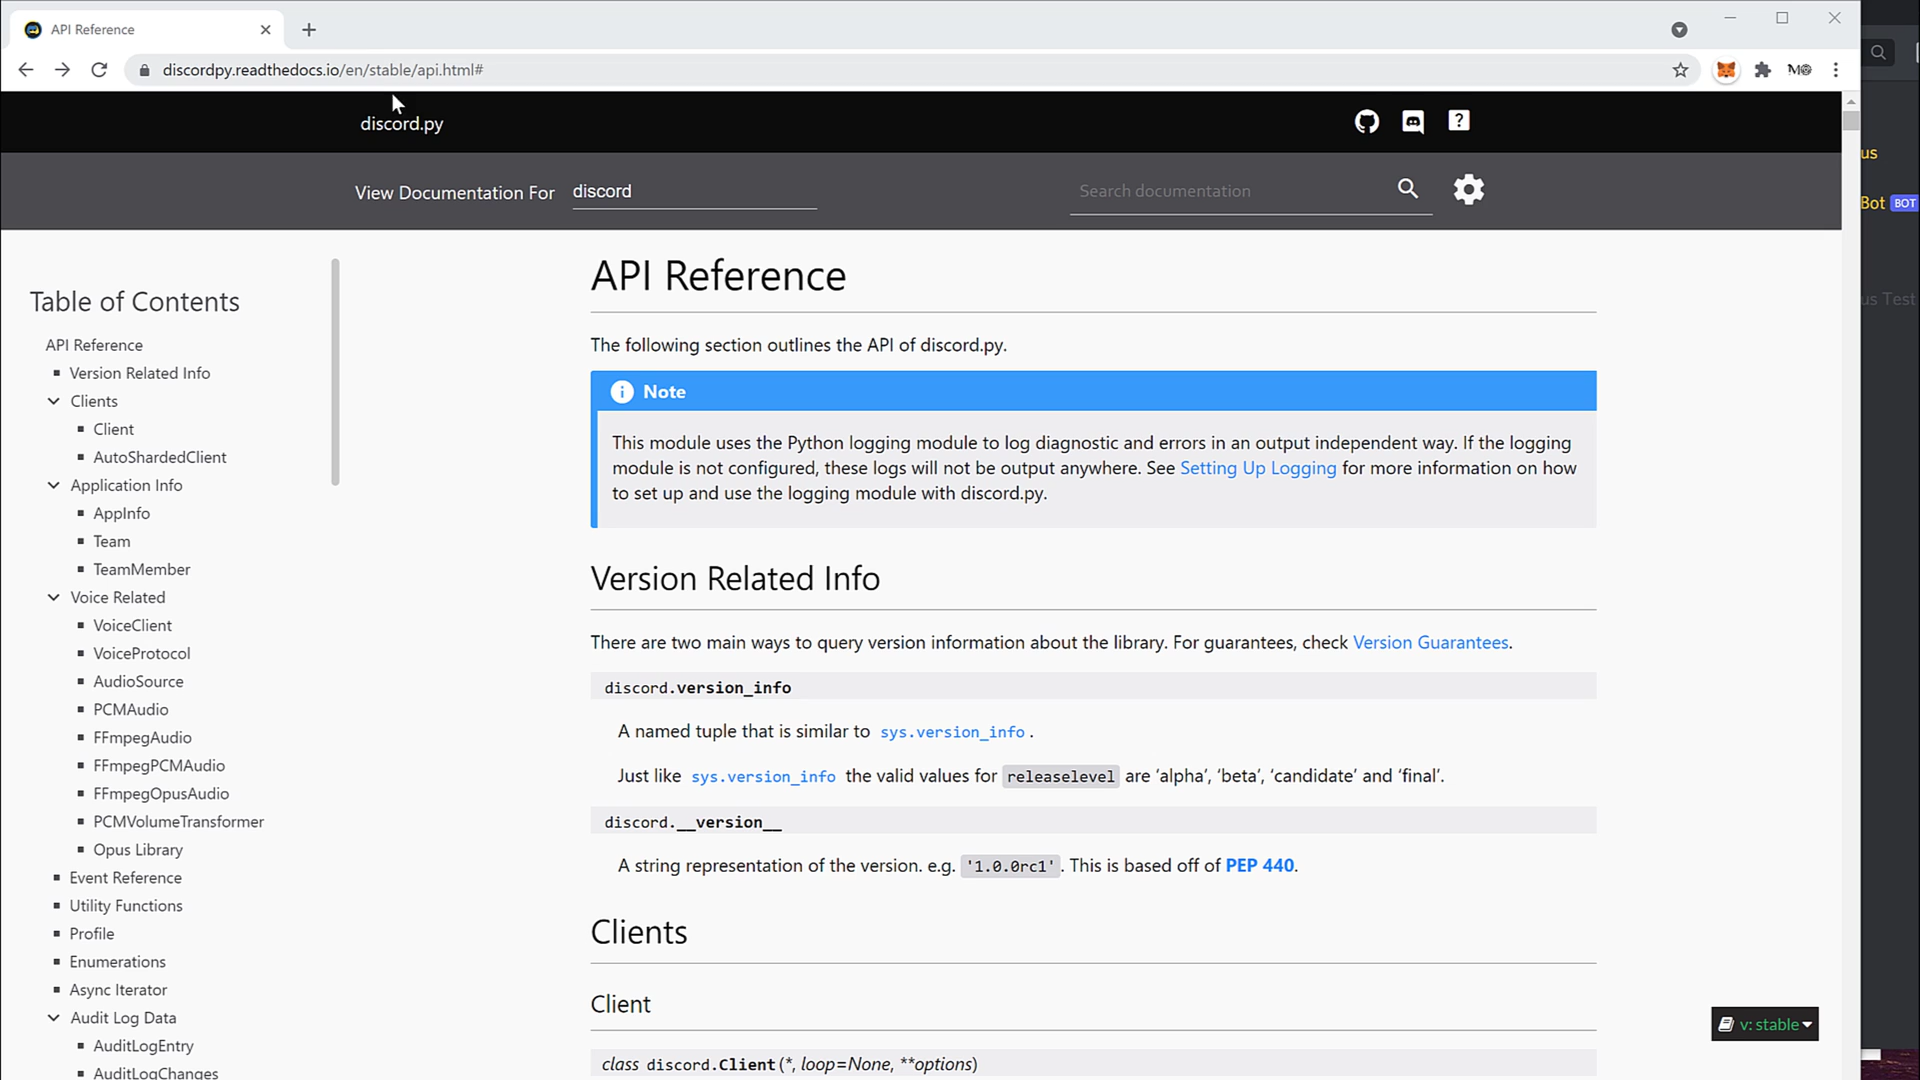 API Reference
discordpy.readthedocs.io/en/stable/api.html#
discord.py
View Documentation For discord
Search documentation
Table of Contents
API Reference
Version Related Info
Clients
Client
AutoShardedClient
Application Info
AppInfo
Team
TeamMember
Voice Related
VoiceClient
VoiceProtocol
AudioSource
PCMAudio
FFmpegAudio
FFmpegPCMAudio
FFmpegOpusAudio
PCMVolumeTransformer
Opus Library
Event Reference
Utility Functions
Profile
Enumerations
Async Iterator
Audit Log Data
AuditLogEntry
AuditLogChanges
API Reference
The following section outlines the API of discord.py.
Note
This module uses the Python logging module to log diagnostic and errors in an output independent way. If the logging
module is not configured, these logs will not be output anywhere. See Setting Up Logging for more information on how
to set up and use the logging module with discord.py.
Version Related Info
There are two main ways to query version information about the library. For guarantees, check Version Guarantees.
discord.version_info
A named tuple that is similar to sys.version_info .
Just like sys.version_info the valid values for releaselevel are ‘alpha’, ‘beta’, ‘candidate’ and ‘final’.
discord.__version__
A string representation of the version. e.g. '1.0.0rc1'. This is based off of PEP 440.
Clients
Client
class discord.Client(*, loop=None, **options)
v: stable
us
Bot BOT
us Test